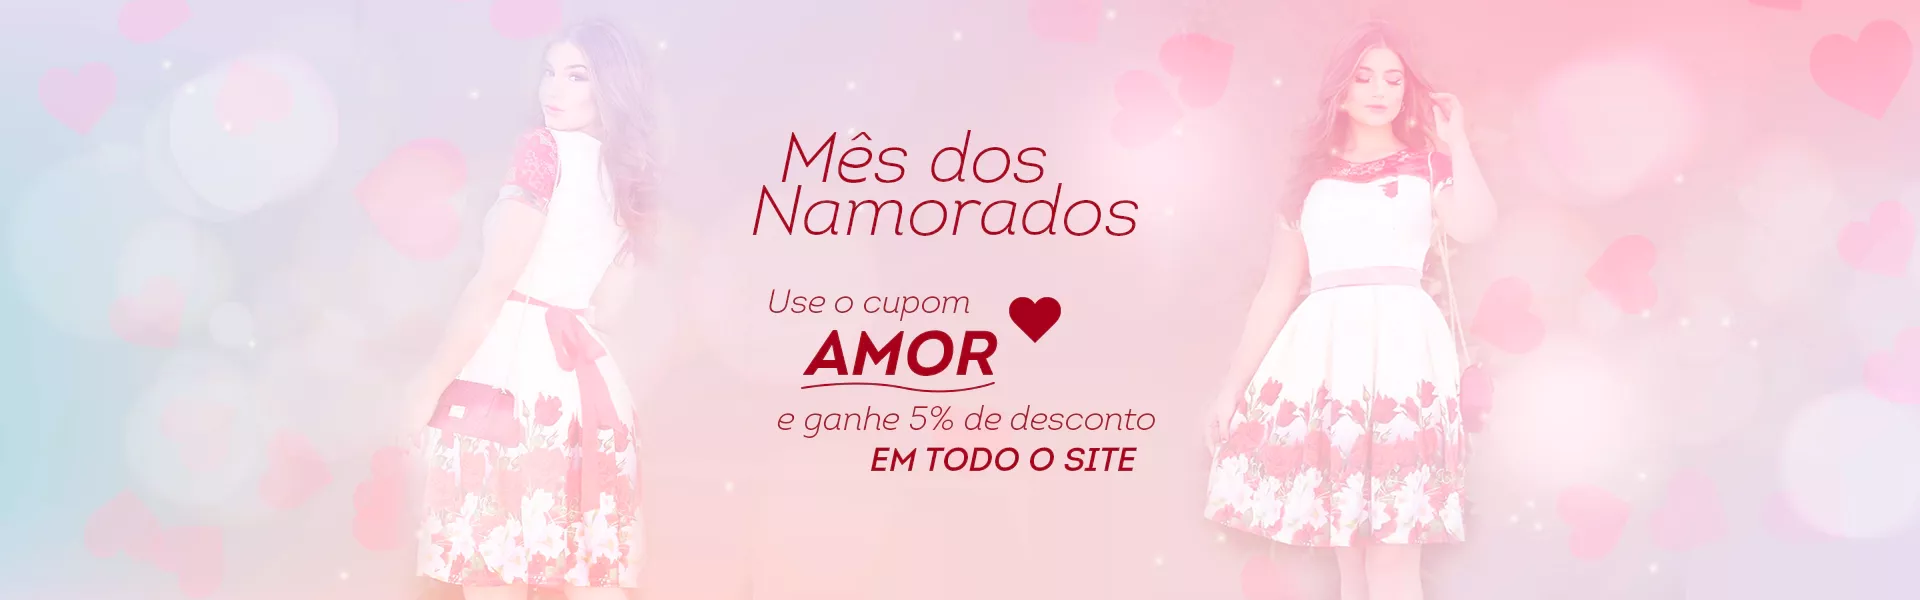 Mês dos
Namorados
Use o cupom
AMOR
e ganhe 5% de desconto
EM TODO O SITE